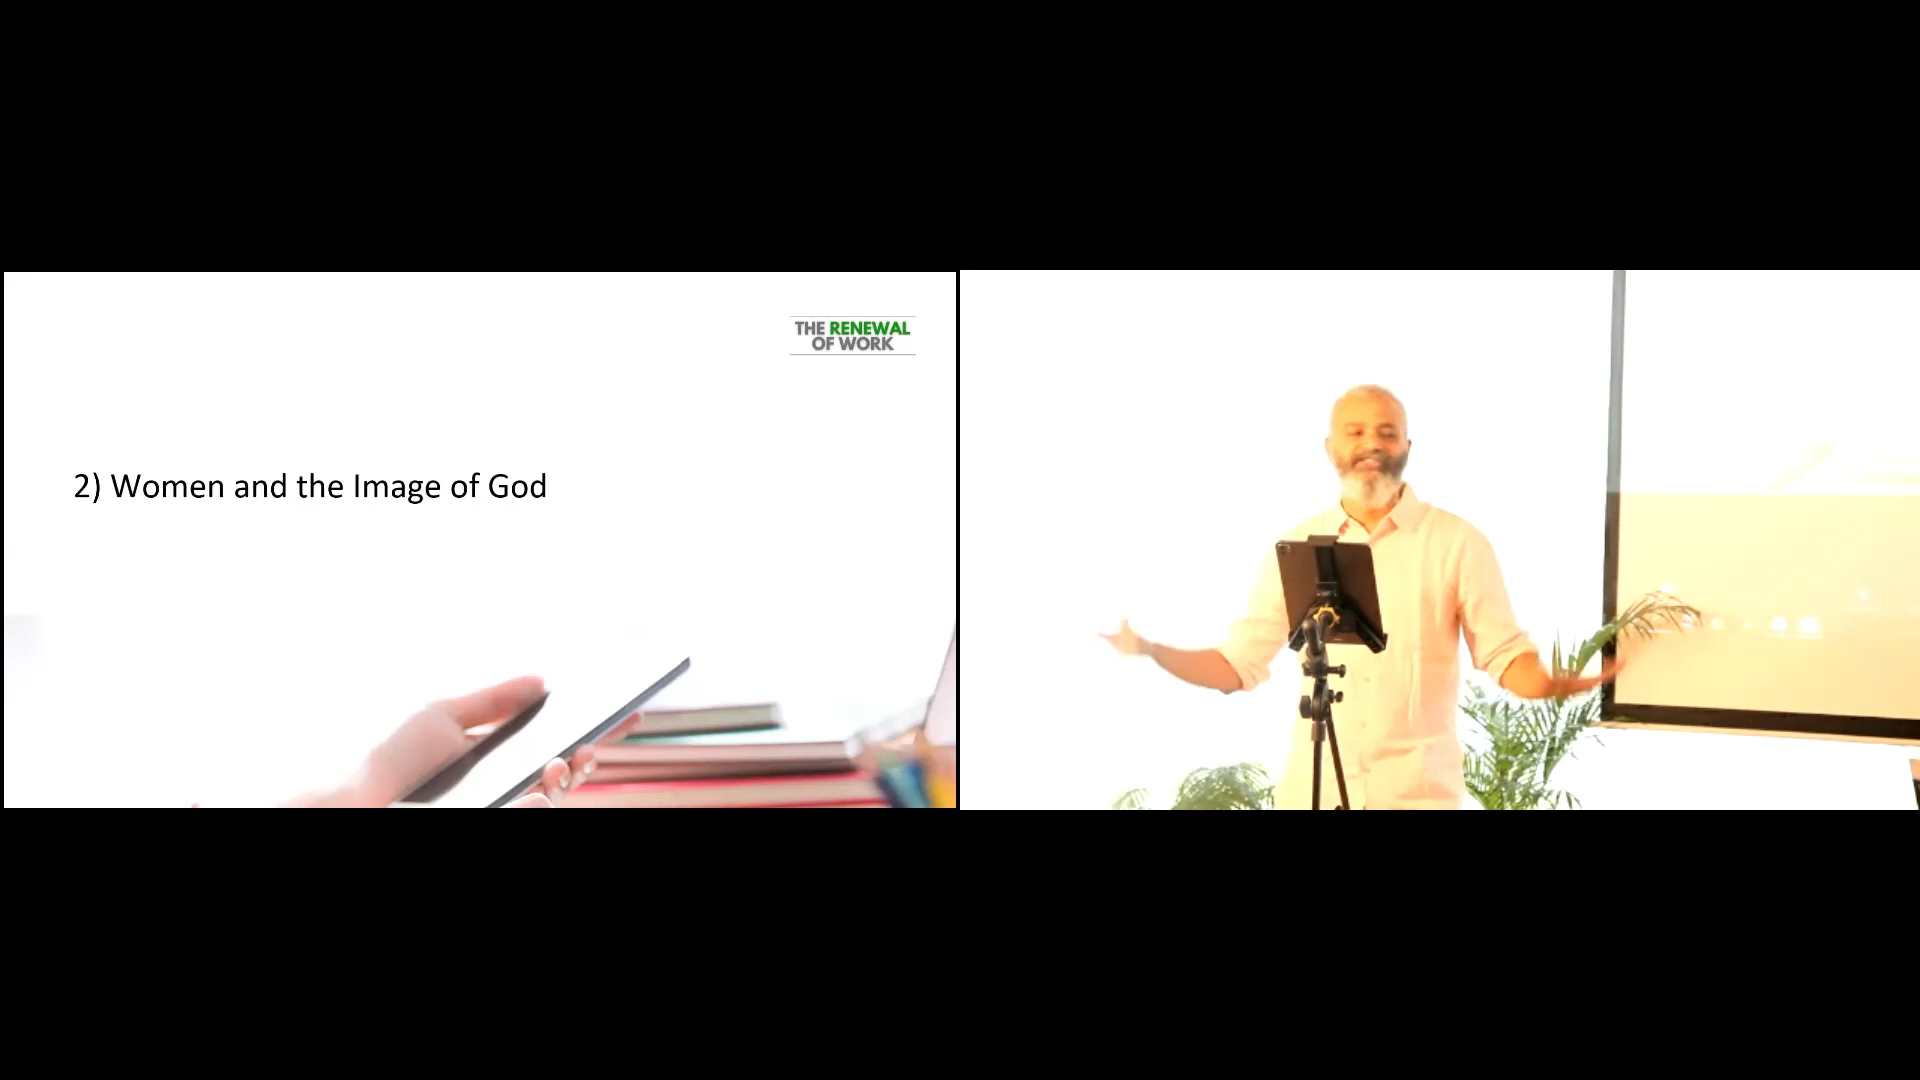 THE RENEWAL
OF WORK
2) Women and the Image of God